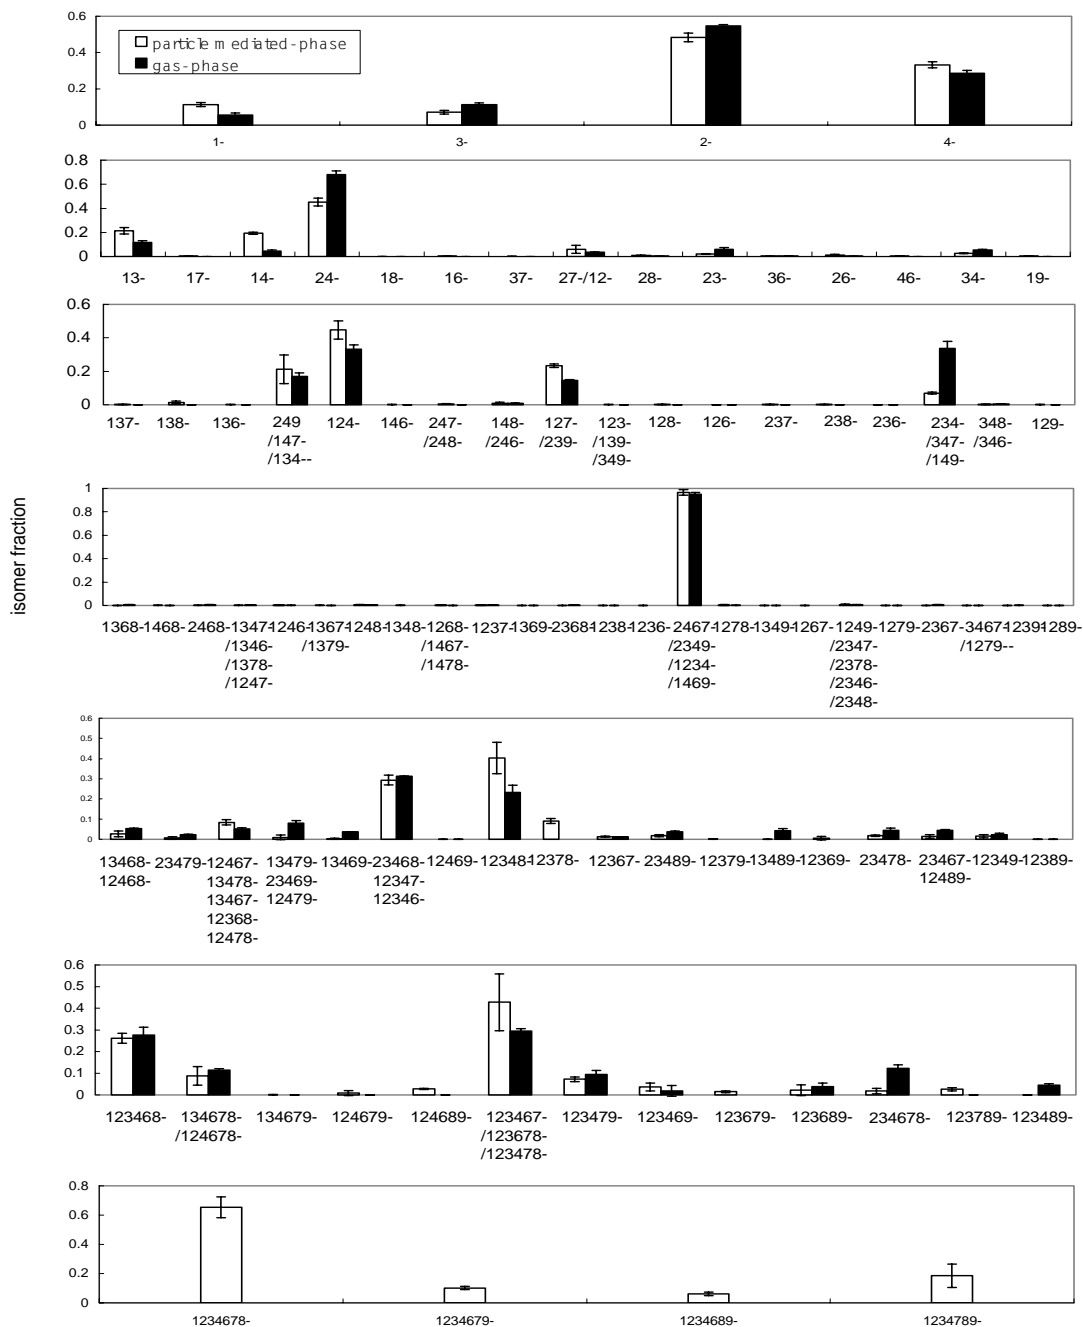 isomer fraction
0.6
0.4
0.2
0
particle mediated-phase
gas-phase
1- 3- 2- 4-
0.8
0.6
0.4
0.2
0
13- 17- 14- 24- 18- 16- 37- 27-/12- 28- 23- 36- 26- 46- 34- 19-
0.6
0.4
0.2
0
137- 138- 136- 249 124- 146- 247- 148- 127- 123- 128- 126- 237- 238- 236- 234- 348- 129-
/147- /248- /246- /239- /139- /347- /346-
/134-- /349- /149-
1
0.8
0.6
0.4
0.2
0
1368- 1468- 2468- 1347- 1246- 1367- 1248- 1348- 1268- 1237- 1369- 2368- 1238- 1236- 2467- 1278- 1349- 1267- 1249- 1279- 2367- 3467- 1239- 1289-
/1346- /1379- /1467- /2349- /2347- /1279--
/1378- /1478- /1234- /2378-
/1247- /1469- /2346-
/2348-
0.6
0.5
0.4
0.3
0.2
0.1
0
13468- 23479- 12467- 13479- 13469- 23468- 12469- 12348- 12378- 12367- 23489- 12379- 13489- 12369- 23478- 23467- 12349- 12389-
12468- 13478- 23469- 12347- 12489-
13467- 12479- 12346-
12368-
12478-
0.6
0.5
0.4
0.3
0.2
0.1
0
123468- 134678- 134679- 124679- 124689- 123467- 123479- 123469- 123679- 123689- 234678- 123789- 123489-
/124678- /123678-
/123478-
0.8
0.6
0.4
0.2
0
1234678- 1234679- 1234689- 1234789-